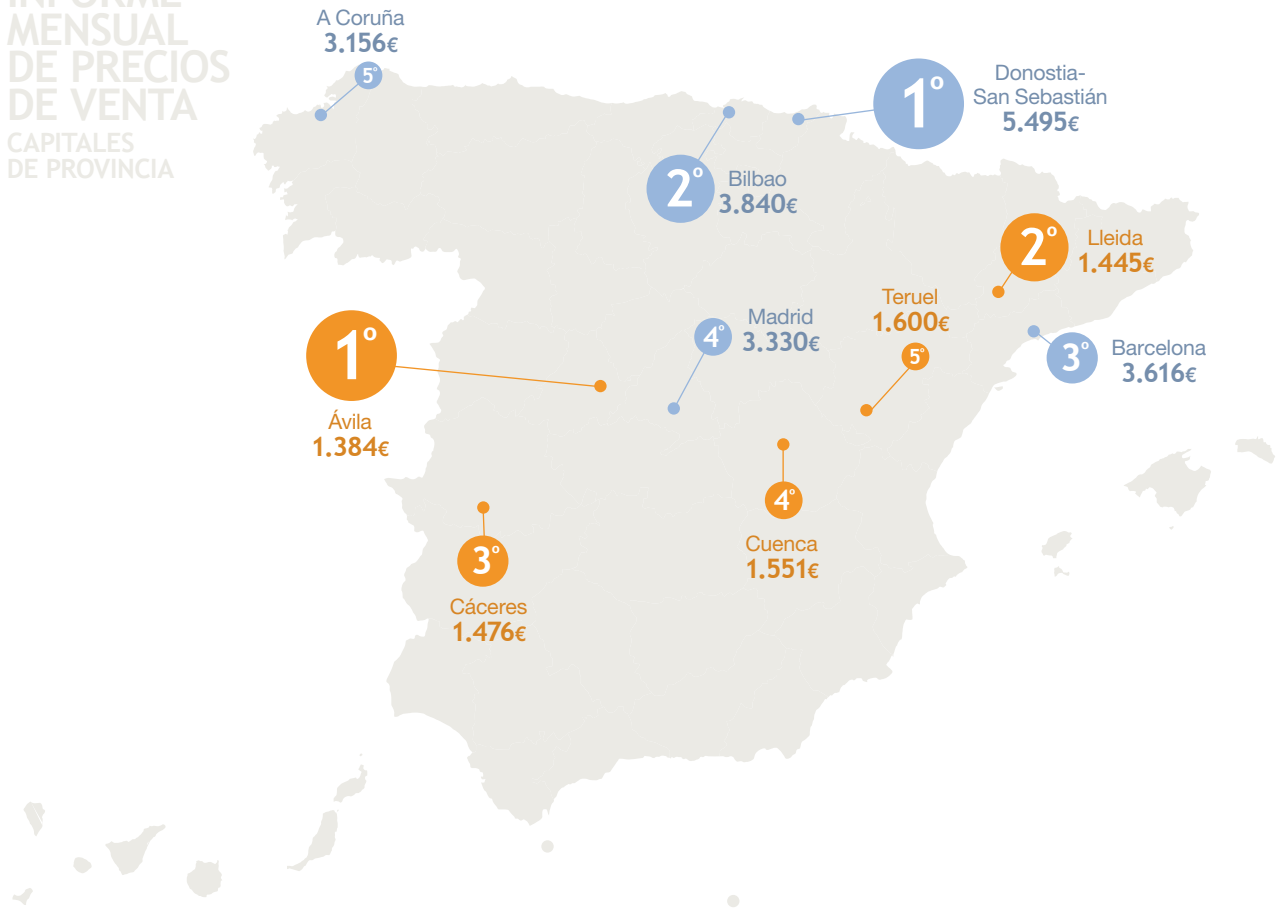 INFORME
MENSUAL
DE PRECIOS
DE VENTA
CAPITALES
DE PROVINCIA
A Coruña
3.156€
5º
1º
Donostia-
San Sebastián
5.495€
2º
Bilbao
3.840€
2º
Lleida
1.445€
Teruel
1.600€
5º
4º
Madrid
3.330€
3º
Barcelona
3.616€
1º
Ávila
1.384€
4º
Cuenca
1.551€
3º
Cáceres
1.476€